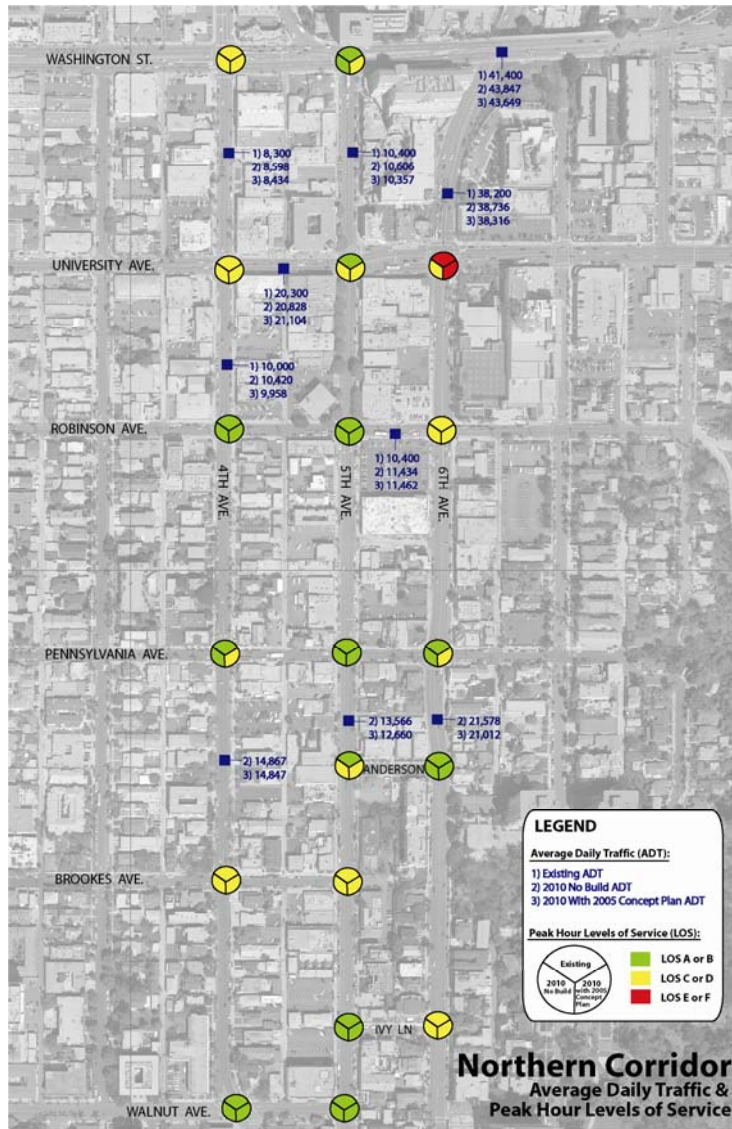 WASHINGTON ST.
1) 41,400
2) 43,847
3) 43,649
1) 8,300
2) 8,598
3) 8,434
1) 10,400
2) 10,606
3) 10,357
1) 38,200
2) 38,736
3) 38,316
UNIVERSITY AVE.
1) 20,300
2) 20,828
3) 21,104
1) 10,000
2) 10,420
3) 9,958
ROBINSON AVE.
1) 10,400
2) 11,434
3) 11,462
4TH AVE.
5TH AVE.
6TH AVE.
PENNSYLVANIA AVE.
2) 13,566
3) 12,660
2) 21,578
3) 21,012
2) 14,867
3) 14,847
ANDERSON
BROOKES AVE.
IVY LN
WALNUT AVE.
LEGEND
Average Daily Traffic (ADT):
1) Existing ADT
2) 2010 No Build ADT
3) 2010 With 2005 Concept Plan ADT
Peak Hour Levels of Service (LOS):
Existing
2010
No Build
2010
with 2005
Concept
Plan
LOS A or B
LOS C or D
LOS E or F
Northern Corridor
Average Daily Traffic &
Peak Hour Levels of Service